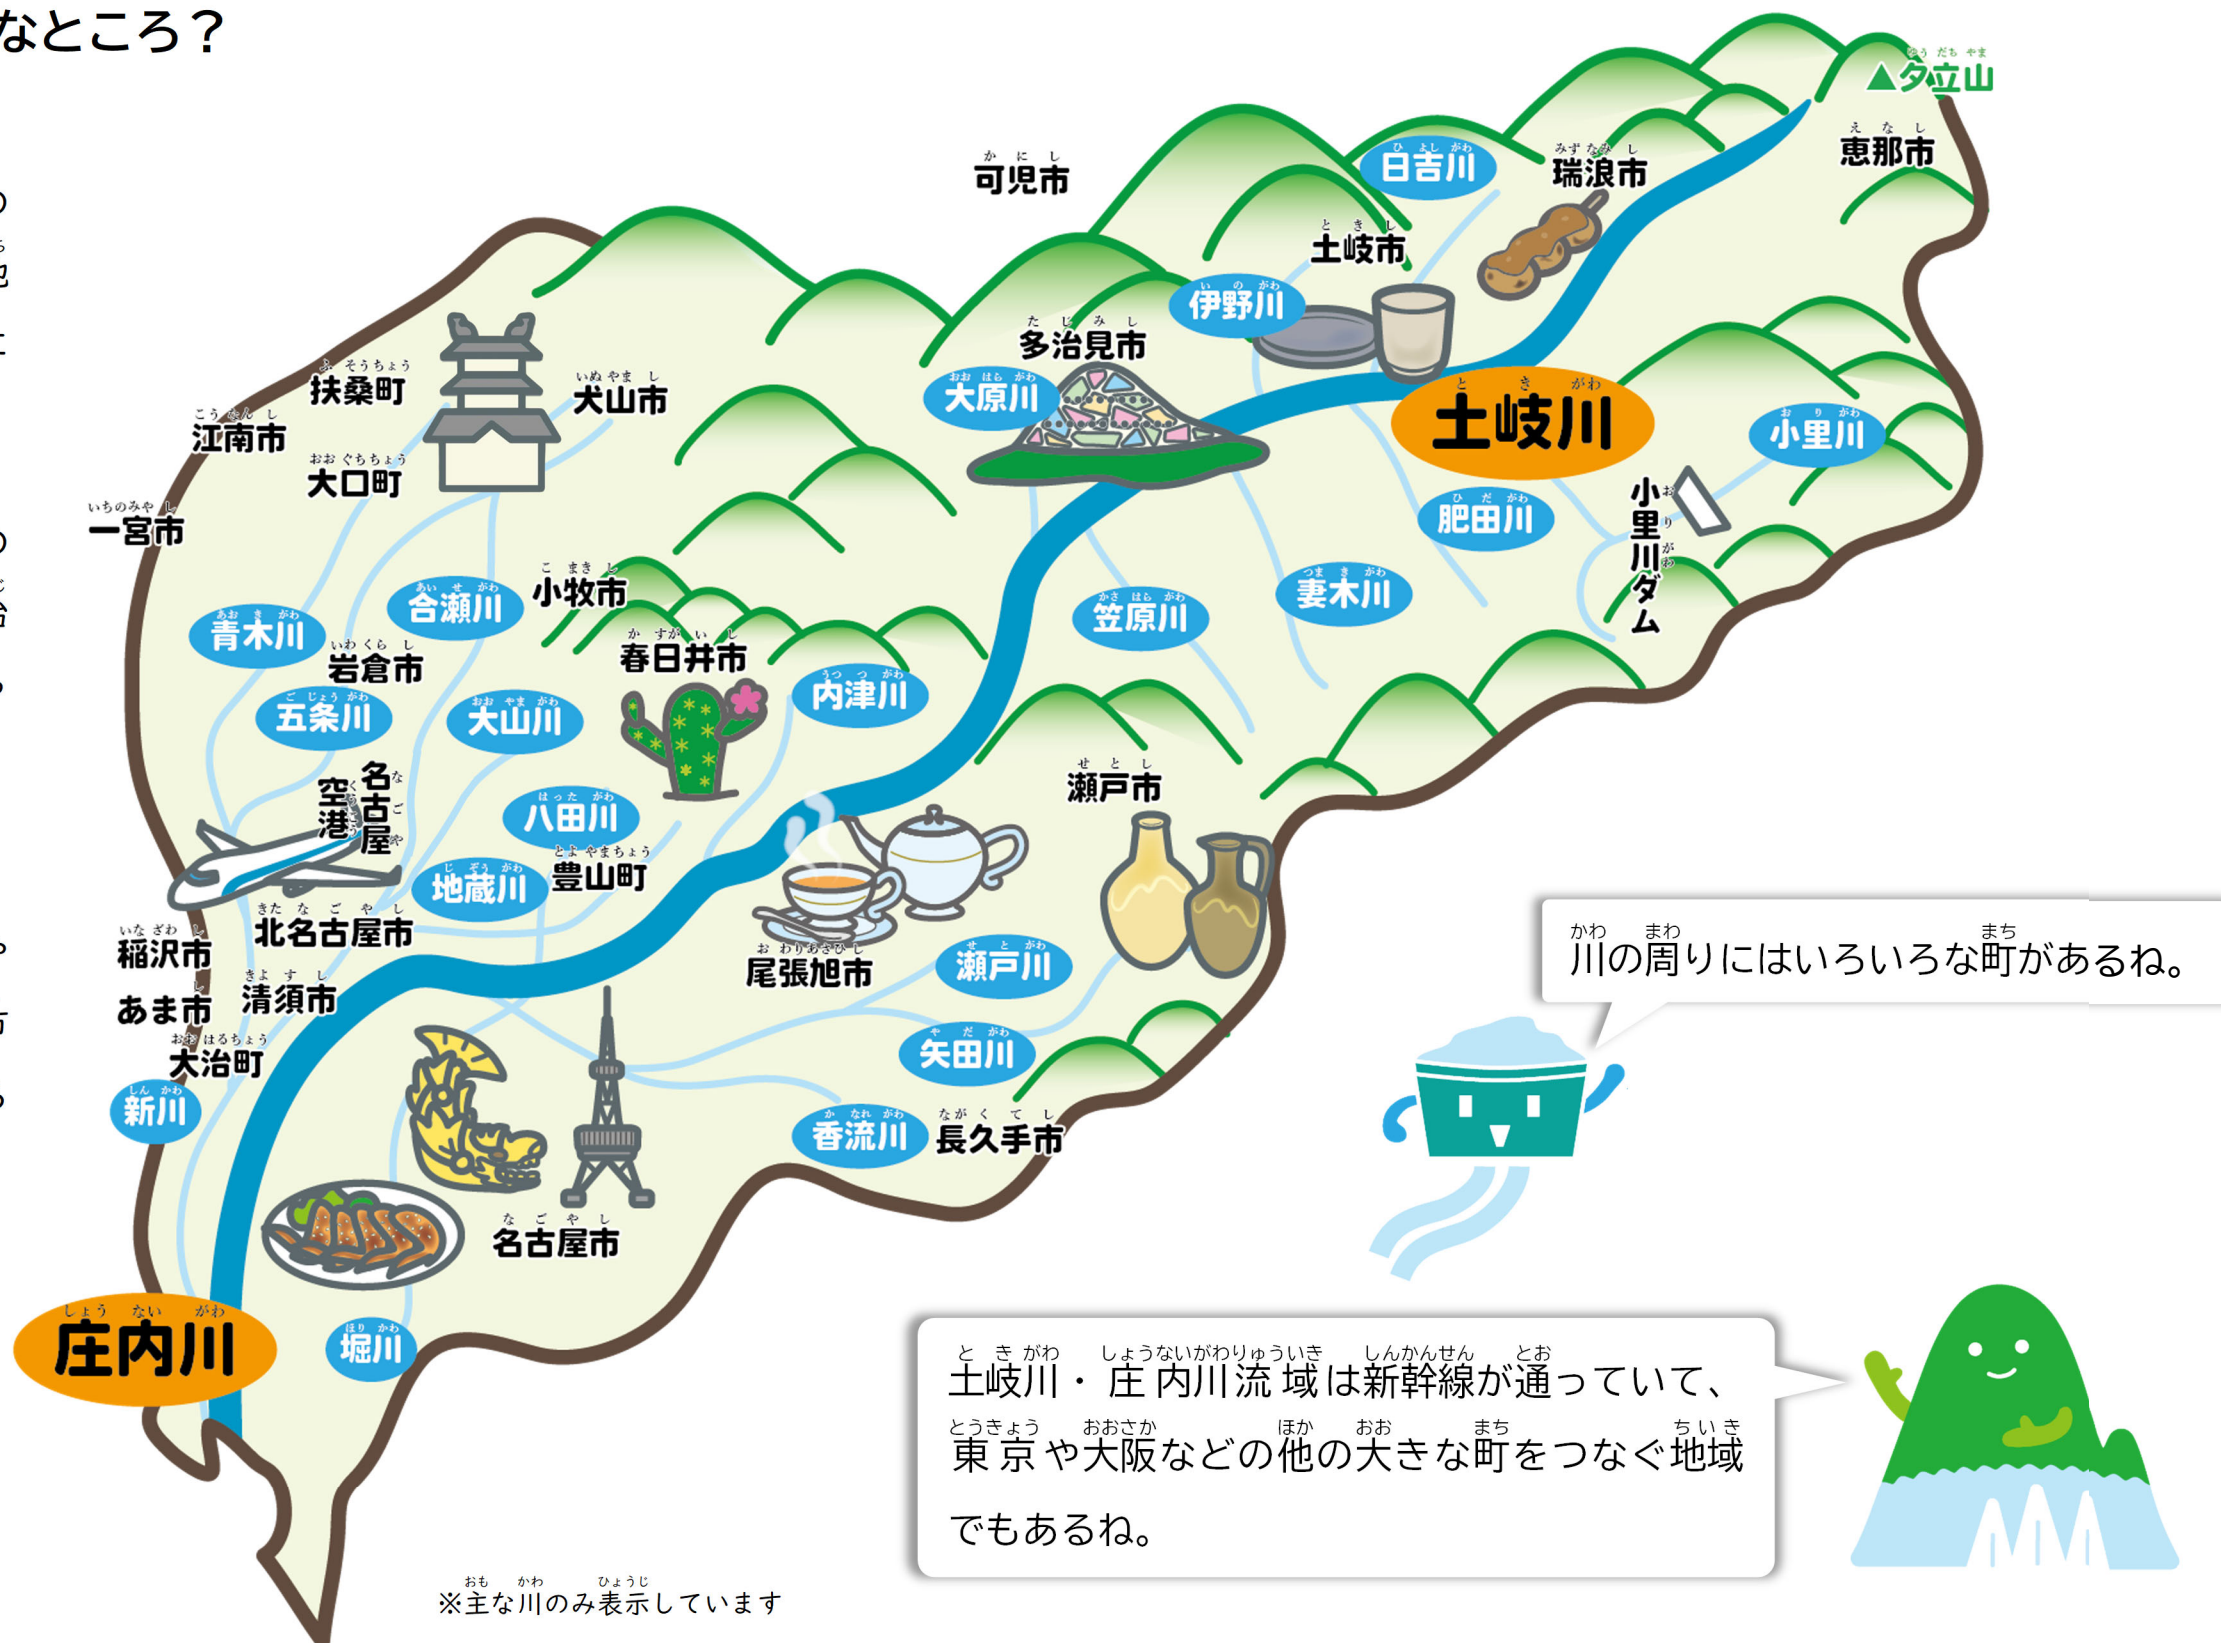 なところ？
▲夕立山
恵那市
瑞浪市
日吉川
可児市
土岐市
伊野川
多治見市
大原川
土岐川
小里川
小里川ダム
肥田川
妻木川
笠原川
扶桑町
犬山市
江南市
大口町
一宮市
合瀬川
小牧市
青木川
岩倉市
春日井市
内津川
五条川
大山川
名古屋空港
八田川
地蔵川
豊山町
瀬戸市
北名古屋市
稲沢市
清須市
あま市
大治町
新川
尾張旭市
瀬戸川
矢田川
香流川
長久手市
名古屋市
庄内川
堀川
川の周りにはいろいろな町があるね。
土岐川・庄内川流域は新幹線が通っていて、
東京や大阪などの他の大きな町をつなぐ地域
でもあるね。
※主な川のみ表示しています